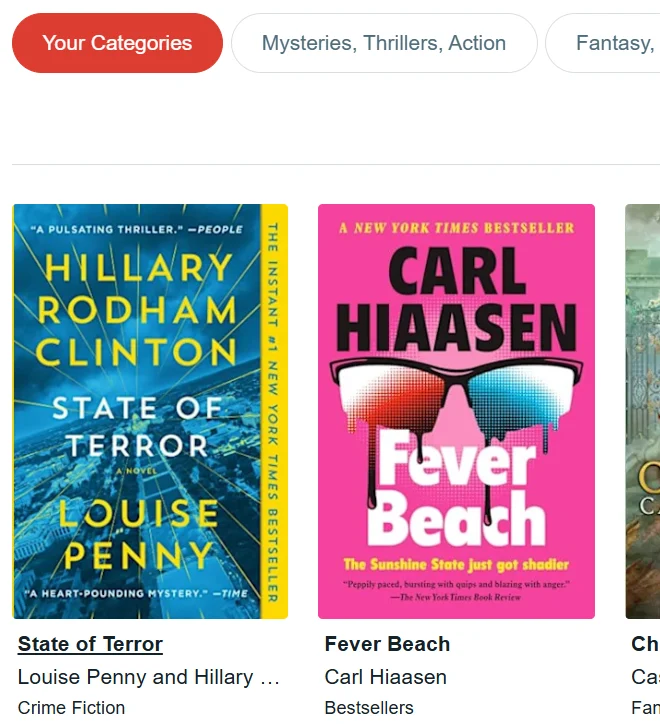 Your Categories
Mysteries, Thrillers, Action
Fantasy,
"A PULSATING THRILLER." —PEOPLE
HILLARY
RODHAM
CLINTON
STATE OF
TERROR
A NOVEL
LOUISE
PENNY
"A HEART-POUNDING MYSTERY." —TIME
THE INSTANT #1 NEW YORK TIMES BESTSELLER
State of Terror
Louise Penny and Hillary …
Crime Fiction
A NEW YORK TIMES BESTSELLER
CARL
HIAASEN
Fever
Beach
The Sunshine State just got shadier
"Peppily paced, bursting with quips and blazing with anger."
—The New York Times Book Review
Fever Beach
Carl Hiaasen
Bestsellers